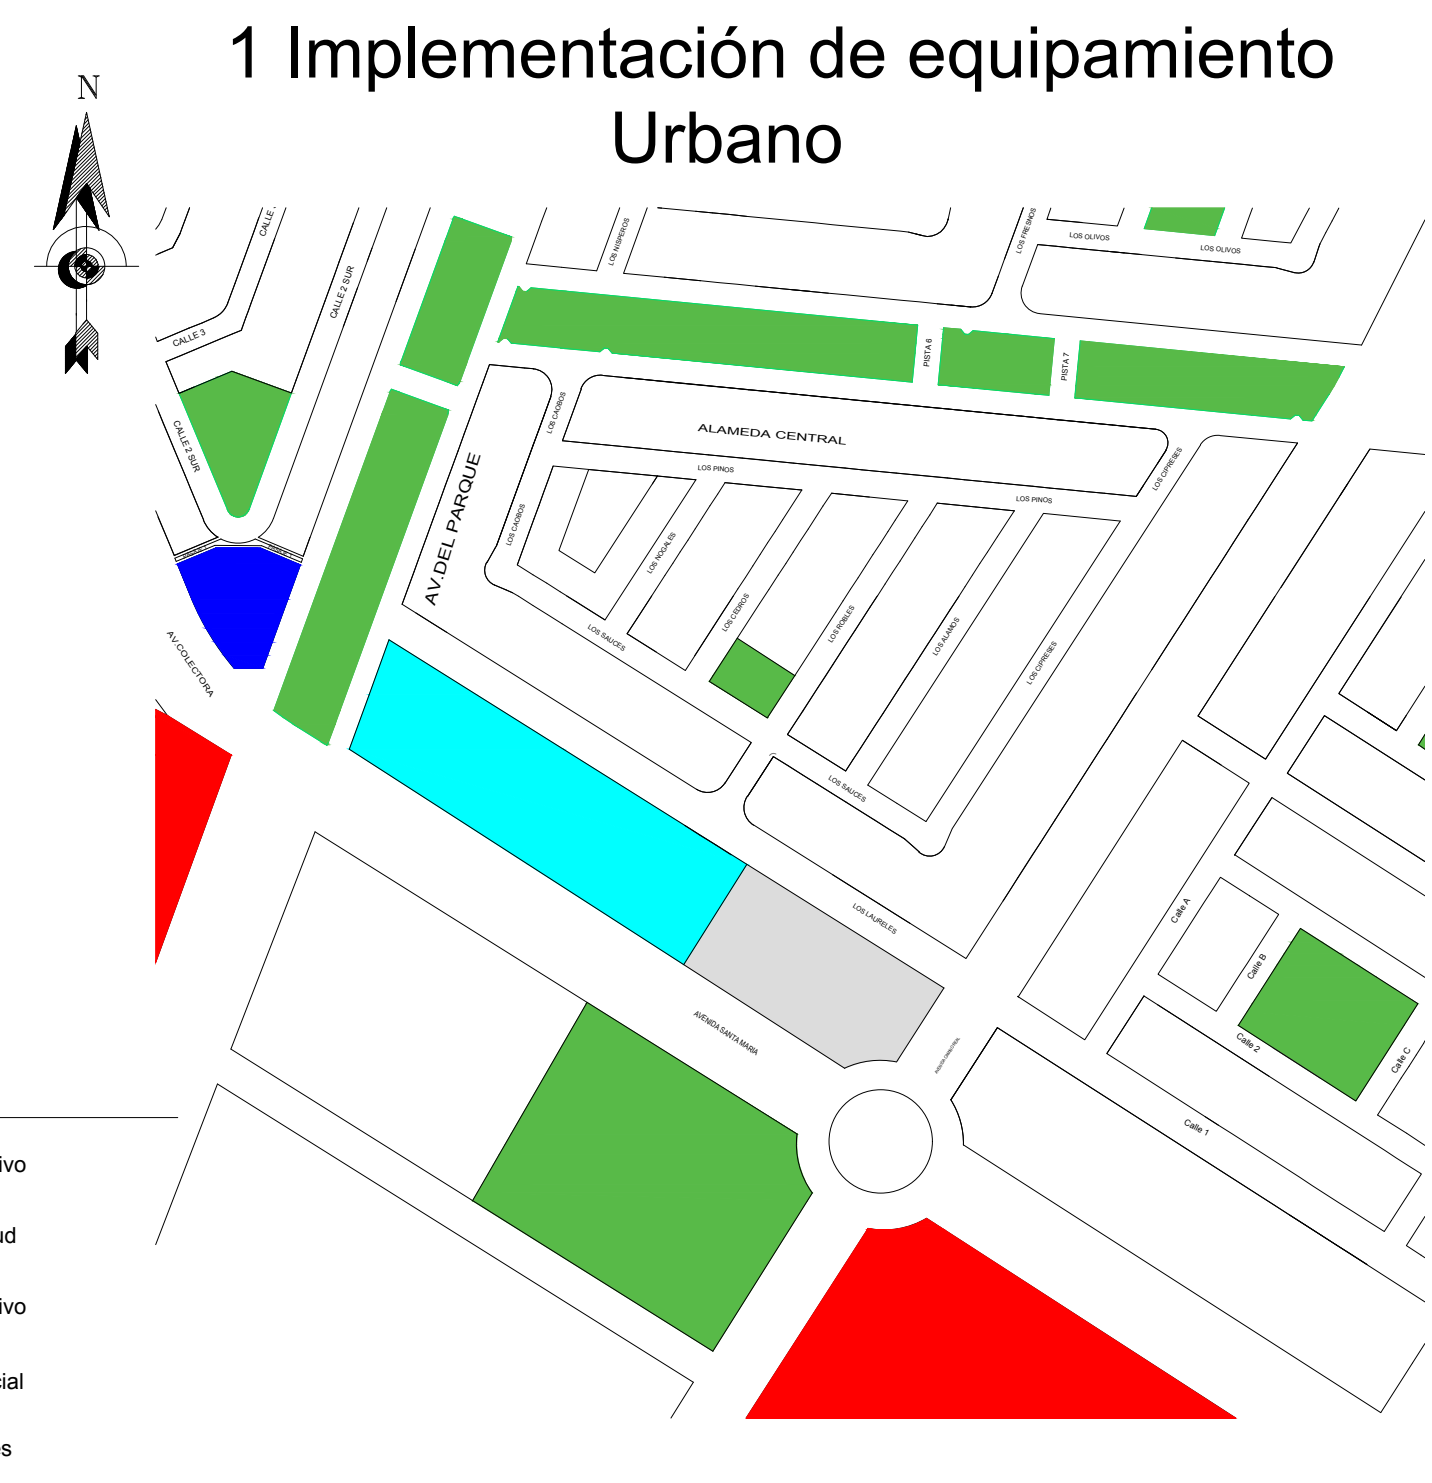 1 Implementación de equipamiento
Urbano
N
CALLE
CALLE 2 SUR
CALLE 3
CALLE 2 SUR
LOS NISPEROS
LOS FRESNOS
LOS OLIVOS
LOS OLIVOS
PISTA 6
PISTA 7
LOS CAOBOS
ALAMEDA CENTRAL
LOS CIPRESES
LOS PINOS
LOS PINOS
AV.DEL PARQUE
LOS CAOBOS
LOS NOGALES
LOS CEDROS
LOS ROBLES
LOS ALAMOS
LOS CIPRESES
LOS SAUCES
AV.COLECTORA
LOS SAUCES
LOS LAURELES
Calle A
Calle B
AVENIDA SANTA MARIA
Calle 2
Calle C
Calle 1
ivo
ud
ivo
cial
es